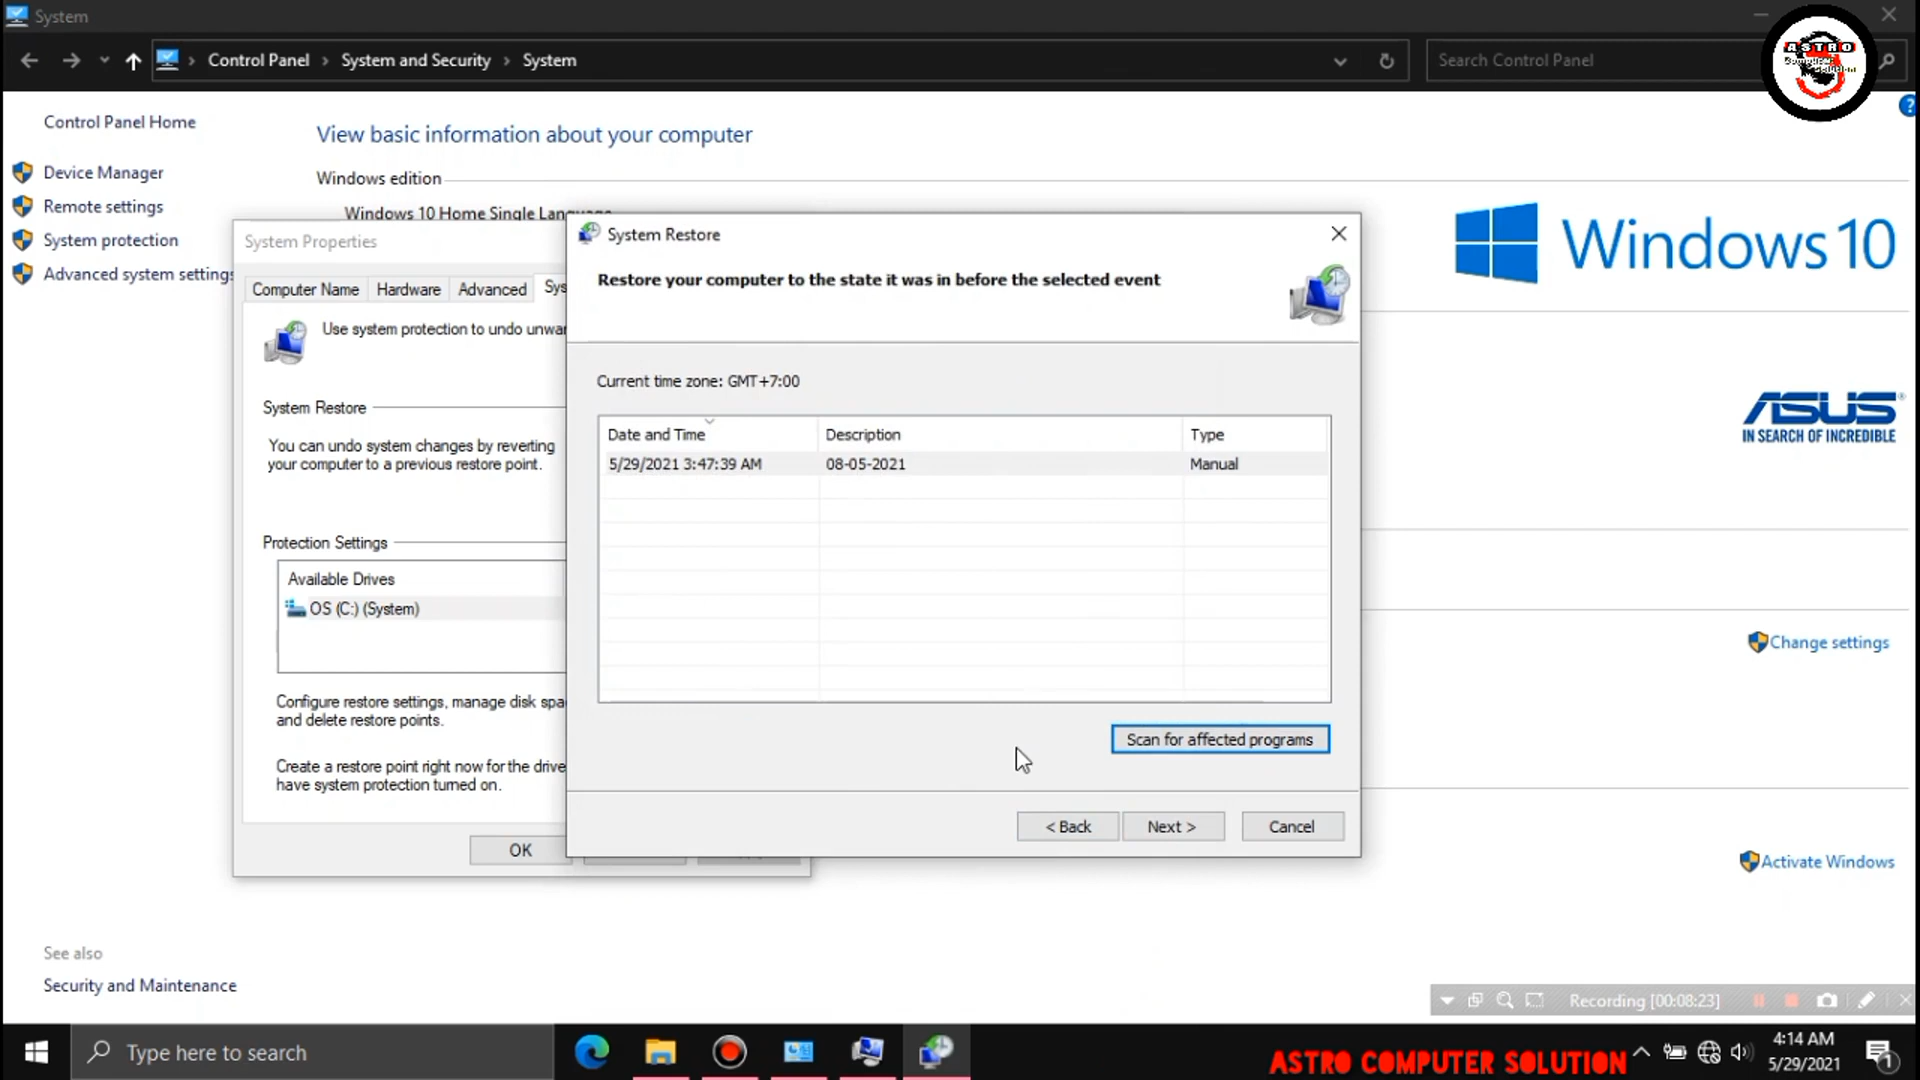 System
Control Panel > System and Security > System
Search Control Panel
ASTRO
Computer
Solution
Control Panel Home
Device Manager
Remote settings
System protection
Advanced system settings
View basic information about your computer
Windows edition
Windows 10 Home Single Language
Windows 10
ASUS
IN SEARCH OF INCREDIBLE
Change settings
Activate Windows
See also
Security and Maintenance
System Properties
Computer Name
Hardware
Advanced
Sys
Use system protection to undo unwa
System Restore
You can undo system changes by reverting
your computer to a previous restore point.
Protection Settings
Available Drives
OS (C:) (System)
Configure restore settings, manage disk spa
and delete restore points.
Create a restore point right now for the drive
have system protection turned on.
OK
System Restore
Restore your computer to the state it was in before the selected event
Current time zone: GMT+7:00
Date and Time Description Type
5/29/2021 3:47:39 AM 08-05-2021 Manual
Scan for affected programs
< Back
Next >
Cancel
Recording [00:08:23]
Type here to search
ASTRO COMPUTER SOLUTION
4:14 AM
5/29/2021
1